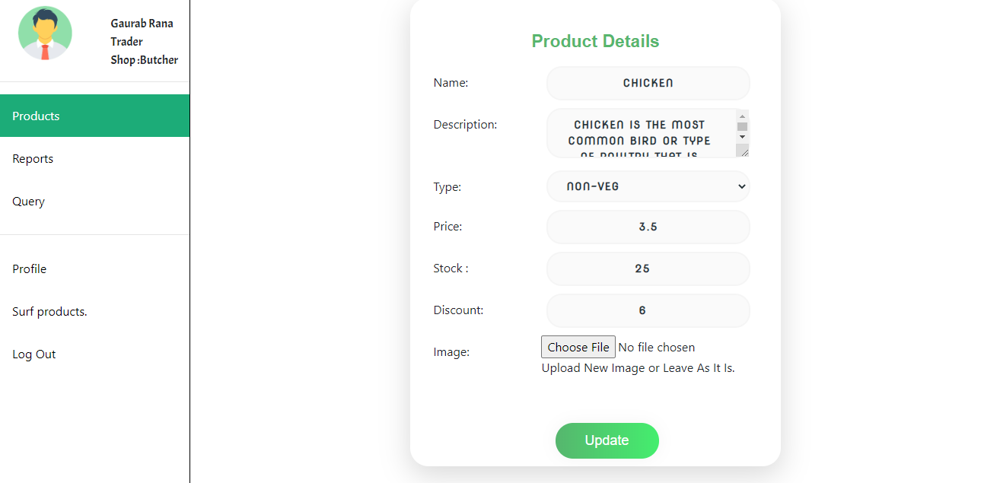 Gaurab Rana
Trader
Shop :Butcher
Products
Reports
Query
Profile
Surf products.
Log Out
Product Details
Name:
CHICKEN
Description:
CHICKEN IS THE MOST
COMMON BIRD OR TYPE
OF POULTRY THAT IS
Type:
NON-VEG
Price:
3.5
Stock :
25
Discount:
6
Image:
Choose File No file chosen
Upload New Image or Leave As It Is.
Update